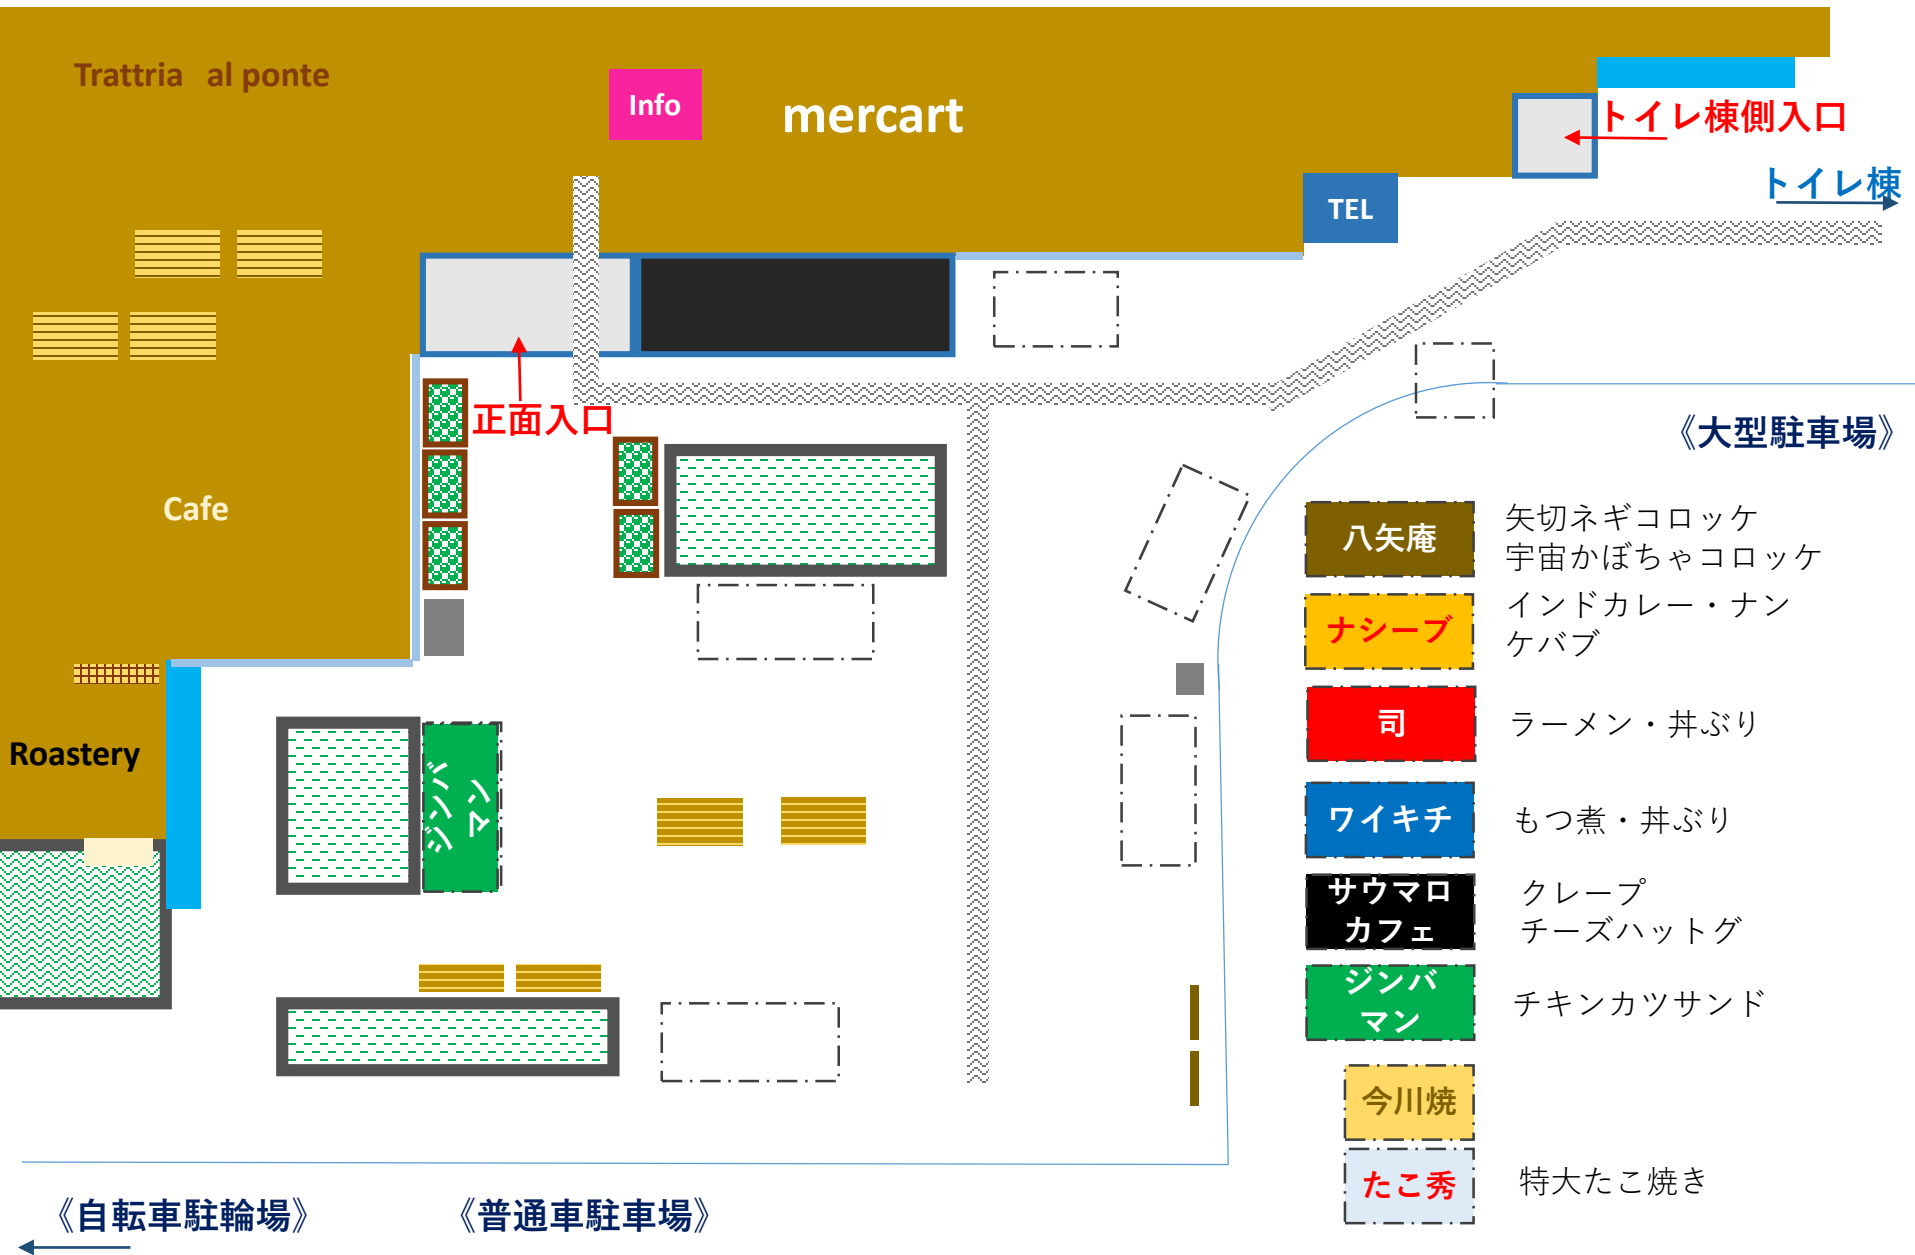 Trattria al ponte
Info
mercart
トイレ棟側入口
トイレ棟
TEL
正面入口
《大型駐車場》
Cafe
八矢庵
矢切ネギコロッケ
宇宙かぼちゃコロッケ
ナシーブ
インドカレー・ナン
ケバブ
司
ラーメン・丼ぶり
Roastery
ジンバ
マン
ワイキチ
もつ煮・丼ぶり
サウマロ
カフェ
クレープ
チーズハットグ
ジンバ
マン
チキンカツサンド
今川焼
たこ秀
特大たこ焼き
《自転車駐輪場》
《普通車駐車場》